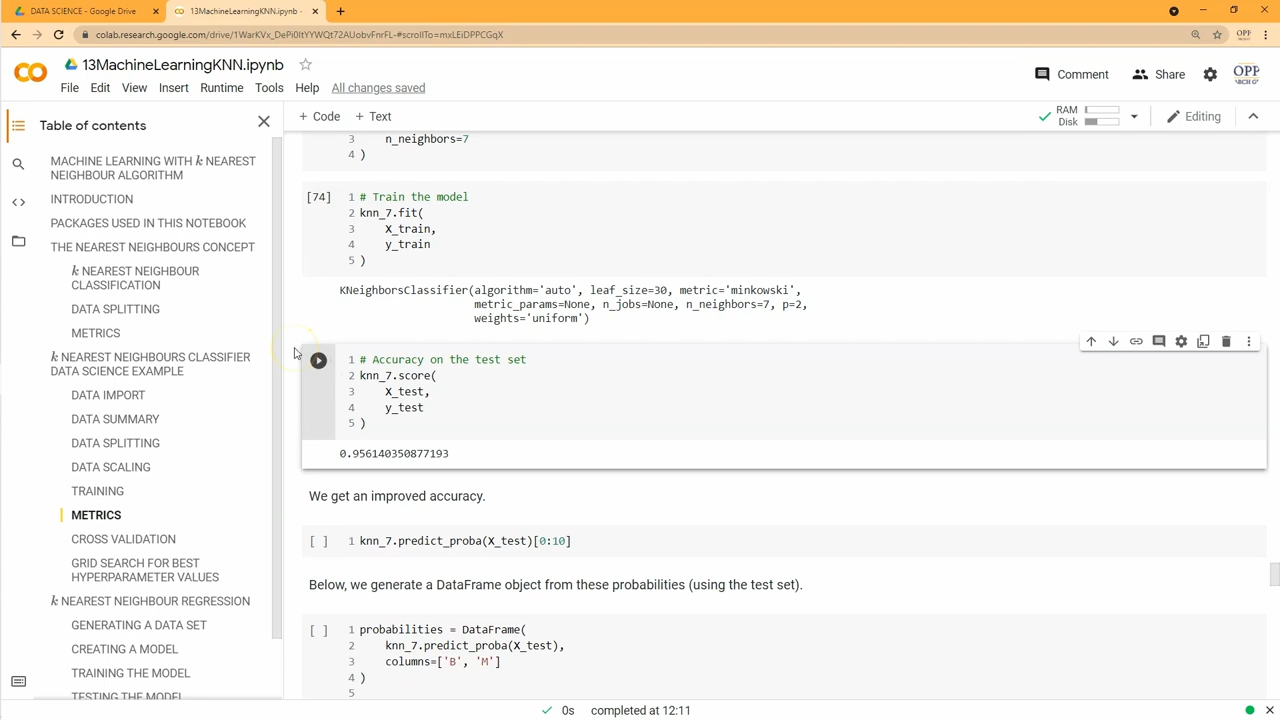 DATA SCIENCE - Google Drive
13MachineLearningKNN.ipynb -
colab.research.google.com/drive/1WarKVx_DePi0ItYYWQt72AUobvFnrFL-#scrollTo=mxLEiDPPCGqX
13MachineLearningKNN.ipynb
File Edit View Insert Runtime Tools Help All changes saved
Comment Share
OPP
Table of contents
+ Code + Text
RAM
Disk
Editing
MACHINE LEARNING WITH k NEAREST
NEIGHBOUR ALGORITHM
INTRODUCTION
PACKAGES USED IN THIS NOTEBOOK
THE NEAREST NEIGHBOURS CONCEPT
k NEAREST NEIGHBOUR
CLASSIFICATION
DATA SPLITTING
METRICS
k NEAREST NEIGHBOURS CLASSIFIER
DATA SCIENCE EXAMPLE
DATA IMPORT
DATA SUMMARY
DATA SPLITTING
DATA SCALING
TRAINING
METRICS
CROSS VALIDATION
GRID SEARCH FOR BEST
HYPERPARAMETER VALUES
k NEAREST NEIGHBOUR REGRESSION
GENERATING A DATA SET
CREATING A MODEL
TRAINING THE MODEL
TESTING THE MODEL
3 n_neighbors=7
4 )
[74] 1 # Train the model
2 knn_7.fit(
3 X_train,
4 y_train
5 )
KNeighborsClassifier(algorithm='auto', leaf_size=30, metric='minkowski',
metric_params=None, n_jobs=None, n_neighbors=7, p=2,
weights='uniform')
1 # Accuracy on the test set
2 knn_7.score(
3 X_test,
4 y_test
5 )
0.956140350877193
We get an improved accuracy.
[ ] 1 knn_7.predict_proba(X_test)[0:10]
Below, we generate a DataFrame object from these probabilities (using the test set).
[ ] 1 probabilities = DataFrame(
2 knn_7.predict_proba(X_test),
3 columns=['B', 'M']
4 )
5
0s completed at 12:11